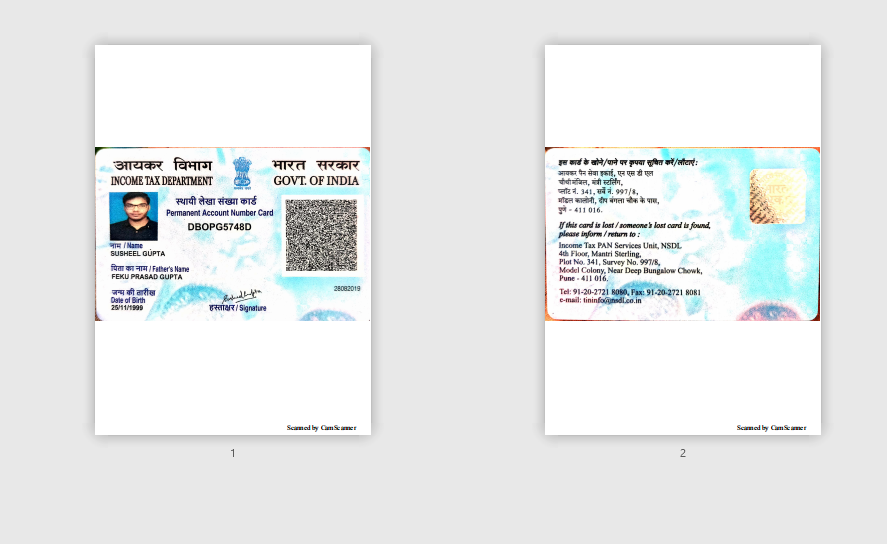 आयकर विभाग
INCOME TAX DEPARTMENT
भारत सरकार
GOVT. OF INDIA
स्थायी लेखा संख्या कार्ड
Permanent Account Number Card
DBOPG5748D
नाम / Name
SUSHEEL GUPTA
पिता का नाम / Father's Name
FEKU PRASAD GUPTA
जन्म की तारीख
Date of Birth
25/11/1999
हस्ताक्षर / Signature
28082019
Scanned by CamScanner
1
इस कार्ड के खोने/पाने पर कृपया सूचित करें/लौटाएं :
आयकर पैन सेवा इकाई, एन एस डी एल
चौथी मंजिल, मंत्री स्टर्लिंग,
प्लॉट नं. 341, सर्वे नं. 997/8,
मॉडल कालोनी, दीप बंगला चौक के पास,
पुणे - 411 016.
If this card is lost / someone's lost card is found,
please inform / return to :
Income Tax PAN Services Unit, NSDL
4th Floor, Mantri Sterling,
Plot No. 341, Survey No. 997/8,
Model Colony, Near Deep Bungalow Chowk,
Pune - 411 016.
Tel: 91-20-2721 8080, Fax: 91-20-2721 8081
e-mail: tininfo@nsdl.co.in
Scanned by CamScanner
2